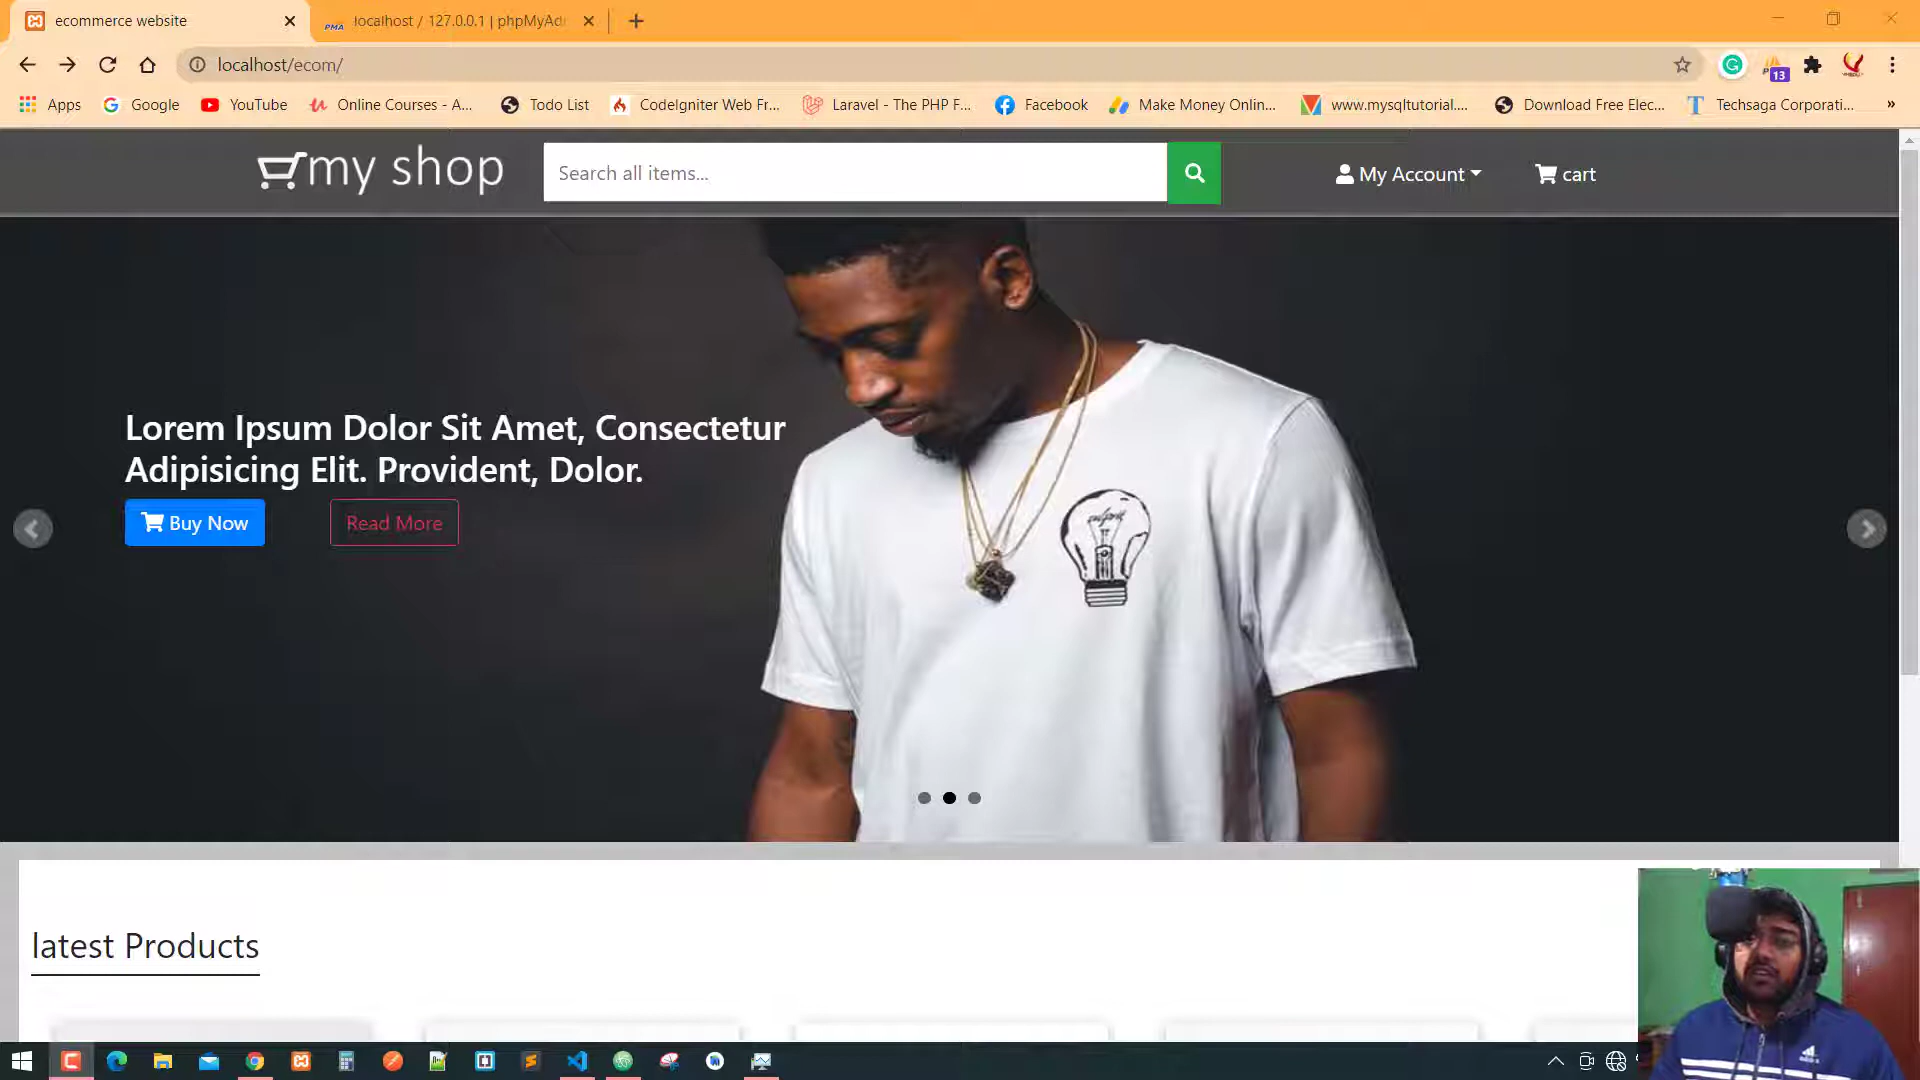 ecommerce website
PMA localhost / 127.0.0.1 | phpMyAd
localhost/ecom/
13
Apps
Google
YouTube
Online Courses - A...
Todo List
CodeIgniter Web Fr...
Laravel - The PHP F...
Facebook
Make Money Onlin...
www.mysqltutorial....
Download Free Elec...
Techsaga Corporati...
»
my shop
Search all items...
My Account
cart
Lorem Ipsum Dolor Sit Amet, Consectetur
Adipisicing Elit. Provident, Dolor.
Buy Now
Read More
latest Products